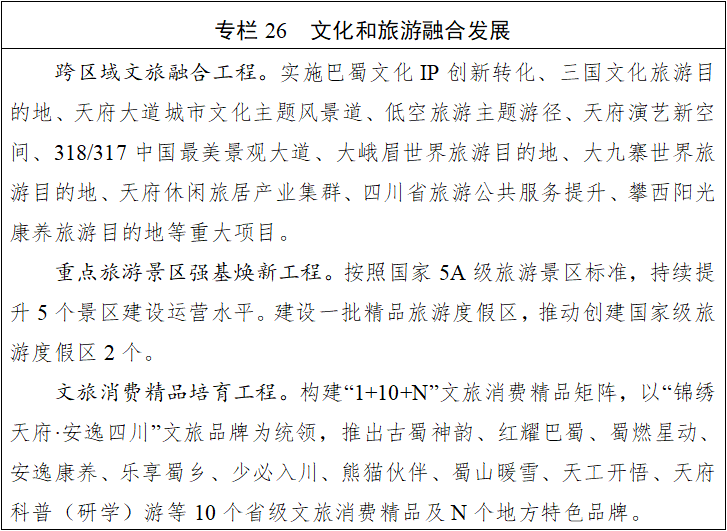 专栏 26 文化和旅游融合发展
跨区域文旅融合工程。实施巴蜀文化 IP 创新转化、三国文化旅游目
的地、天府大道城市文化主题风景道、低空旅游主题游径、天府演艺新空
间、318/317 中国最美景观大道、大峨眉世界旅游目的地、大九寨世界旅
游目的地、天府休闲旅居产业集群、四川省旅游公共服务提升、攀西阳光
康养旅游目的地等重大项目。
重点旅游景区强基焕新工程。按照国家 5A 级旅游景区标准，持续提
升 5 个景区建设运营水平。建设一批精品旅游度假区，推动创建国家级旅
游度假区 2 个。
文旅消费精品培育工程。构建“1+10+N”文旅消费精品矩阵，以“锦绣
天府·安逸四川”文旅品牌为统领，推出古蜀神韵、红耀巴蜀、蜀燃星动、
安逸康养、乐享蜀乡、少必入川、熊猫伙伴、蜀山暖雪、天工开悟、天府
科普（研学）游等 10 个省级文旅消费精品及 N 个地方特色品牌。